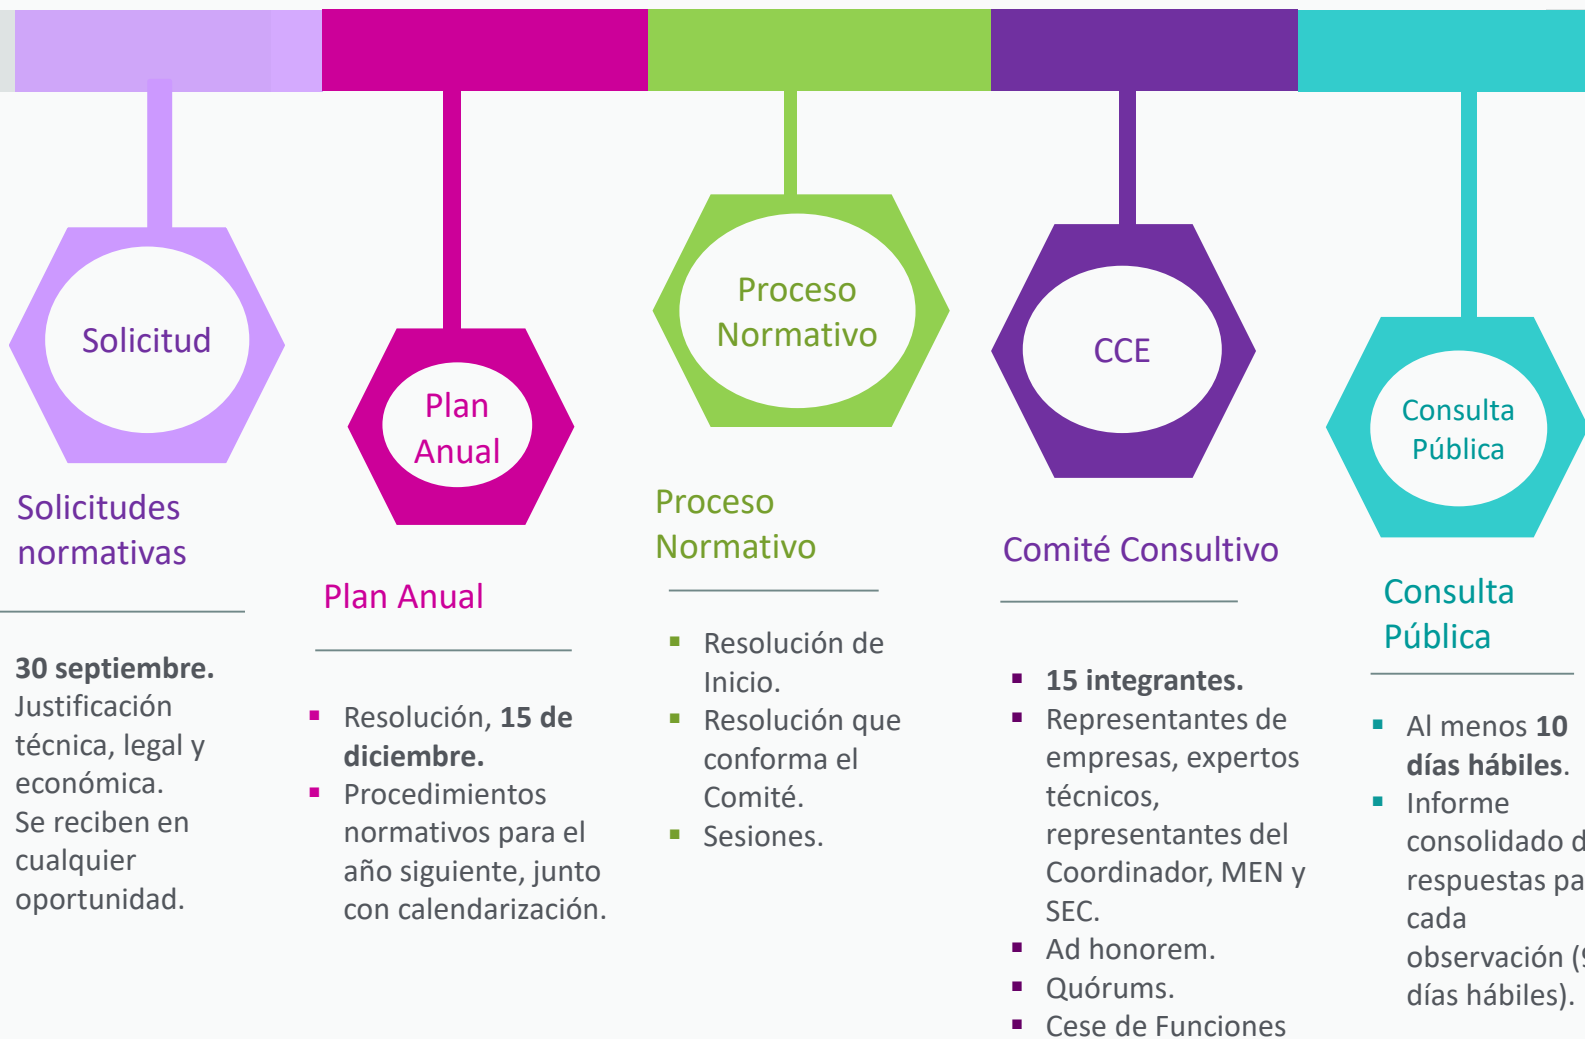 Solicitud
Solicitudes
normativas
30 septiembre.
Justificación
técnica, legal y
económica.
Se reciben en
cualquier
oportunidad.
Plan
Anual
Plan Anual
▪ Resolución, 15 de
diciembre.
▪ Procedimientos
normativos para el
año siguiente, junto
con calendarización.
Proceso
Normativo
Proceso
Normativo
▪ Resolución de
Inicio.
▪ Resolución que
conforma el
Comité.
▪ Sesiones.
CCE
Comité Consultivo
▪ 15 integrantes.
▪ Representantes de
empresas, expertos
técnicos,
representantes del
Coordinador, MEN y
SEC.
▪ Ad honorem.
▪ Quórums.
▪ Cese de Funciones
Consulta
Pública
Consulta
Pública
▪ Al menos 10
días hábiles.
▪ Informe
consolidado
respuestas
cada
observación
días hábiles).